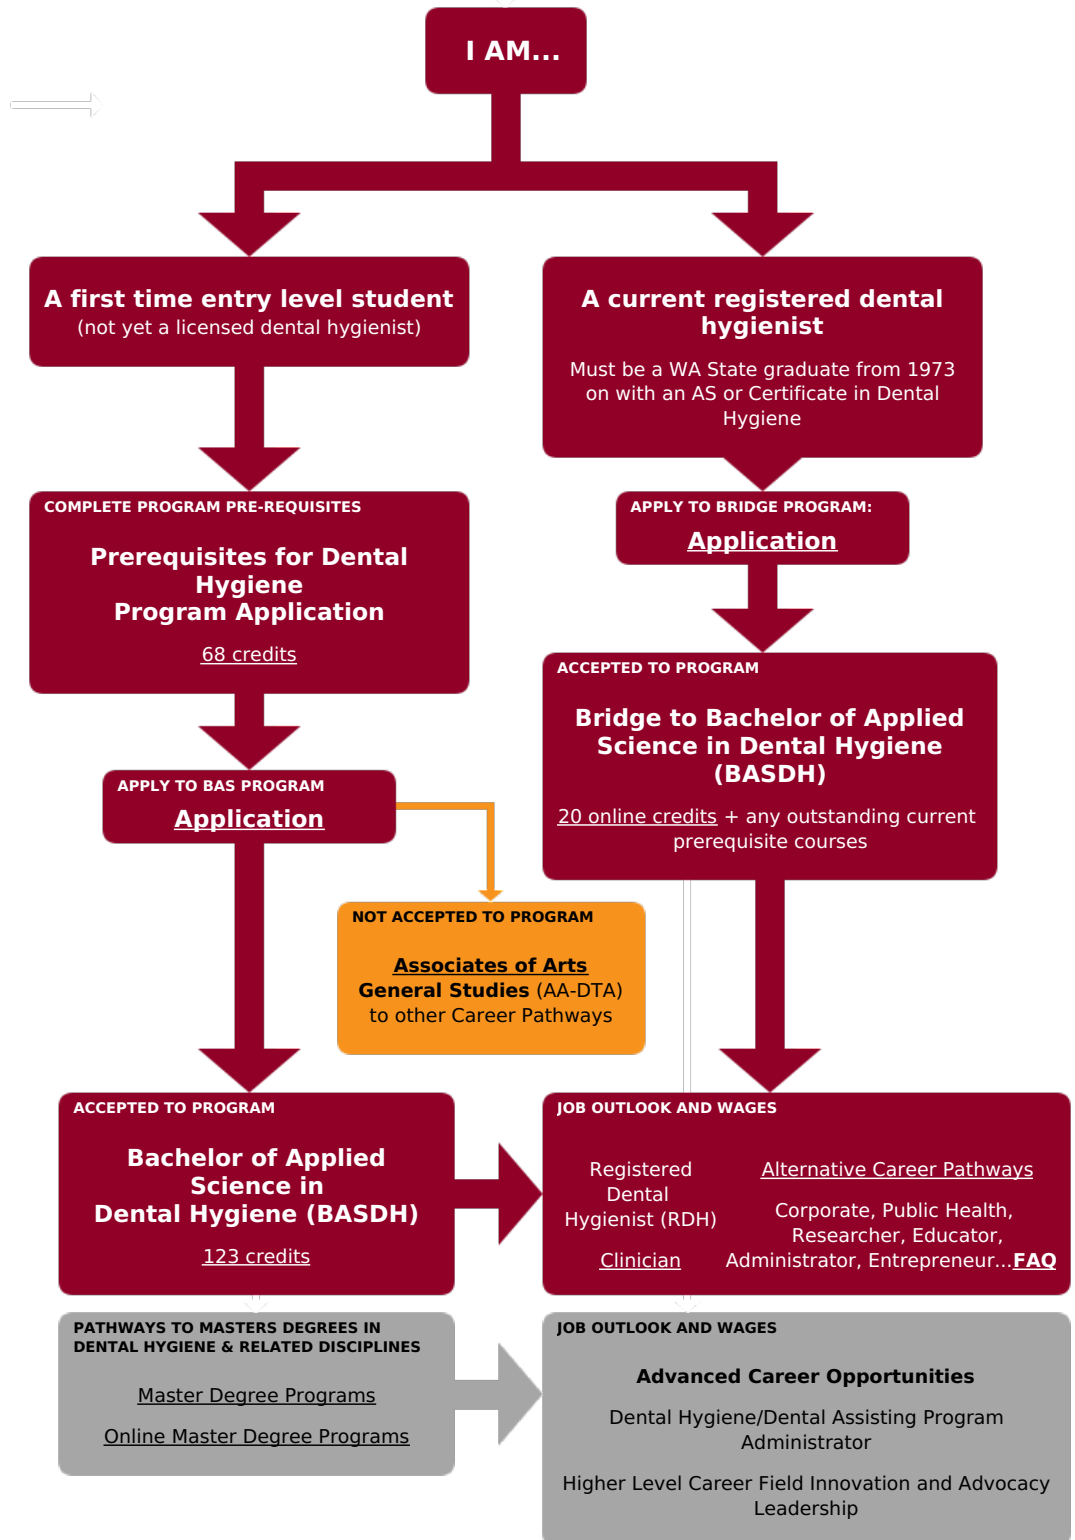 I AM...
A first time entry level student
(not yet a licensed dental hygienist)
A current registered dental
hygienist
Must be a WA State graduate from 1973
on with an AS or Certificate in Dental
Hygiene
COMPLETE PROGRAM PRE-REQUISITES
Prerequisites for Dental
Hygiene
Program Application
68 credits
APPLY TO BRIDGE PROGRAM:
Application
ACCEPTED TO PROGRAM
Bridge to Bachelor of Applied
Science in Dental Hygiene
(BASDH)
20 online credits + any outstanding current
prerequisite courses
APPLY TO BAS PROGRAM
Application
NOT ACCEPTED TO PROGRAM
Associates of Arts
General Studies (AA-DTA)
to other Career Pathways
ACCEPTED TO PROGRAM
Bachelor of Applied
Science in
Dental Hygiene (BASDH)
123 credits
JOB OUTLOOK AND WAGES
Registered
Dental
Hygienist (RDH)
Clinician
Alternative Career Pathways
Corporate, Public Health,
Researcher, Educator,
Administrator, Entrepreneur...FAQ
PATHWAYS TO MASTERS DEGREES IN
DENTAL HYGIENE & RELATED DISCIPLINES
Master Degree Programs
Online Master Degree Programs
JOB OUTLOOK AND WAGES
Advanced Career Opportunities
Dental Hygiene/Dental Assisting Program
Administrator
Higher Level Career Field Innovation and Advocacy
Leadership